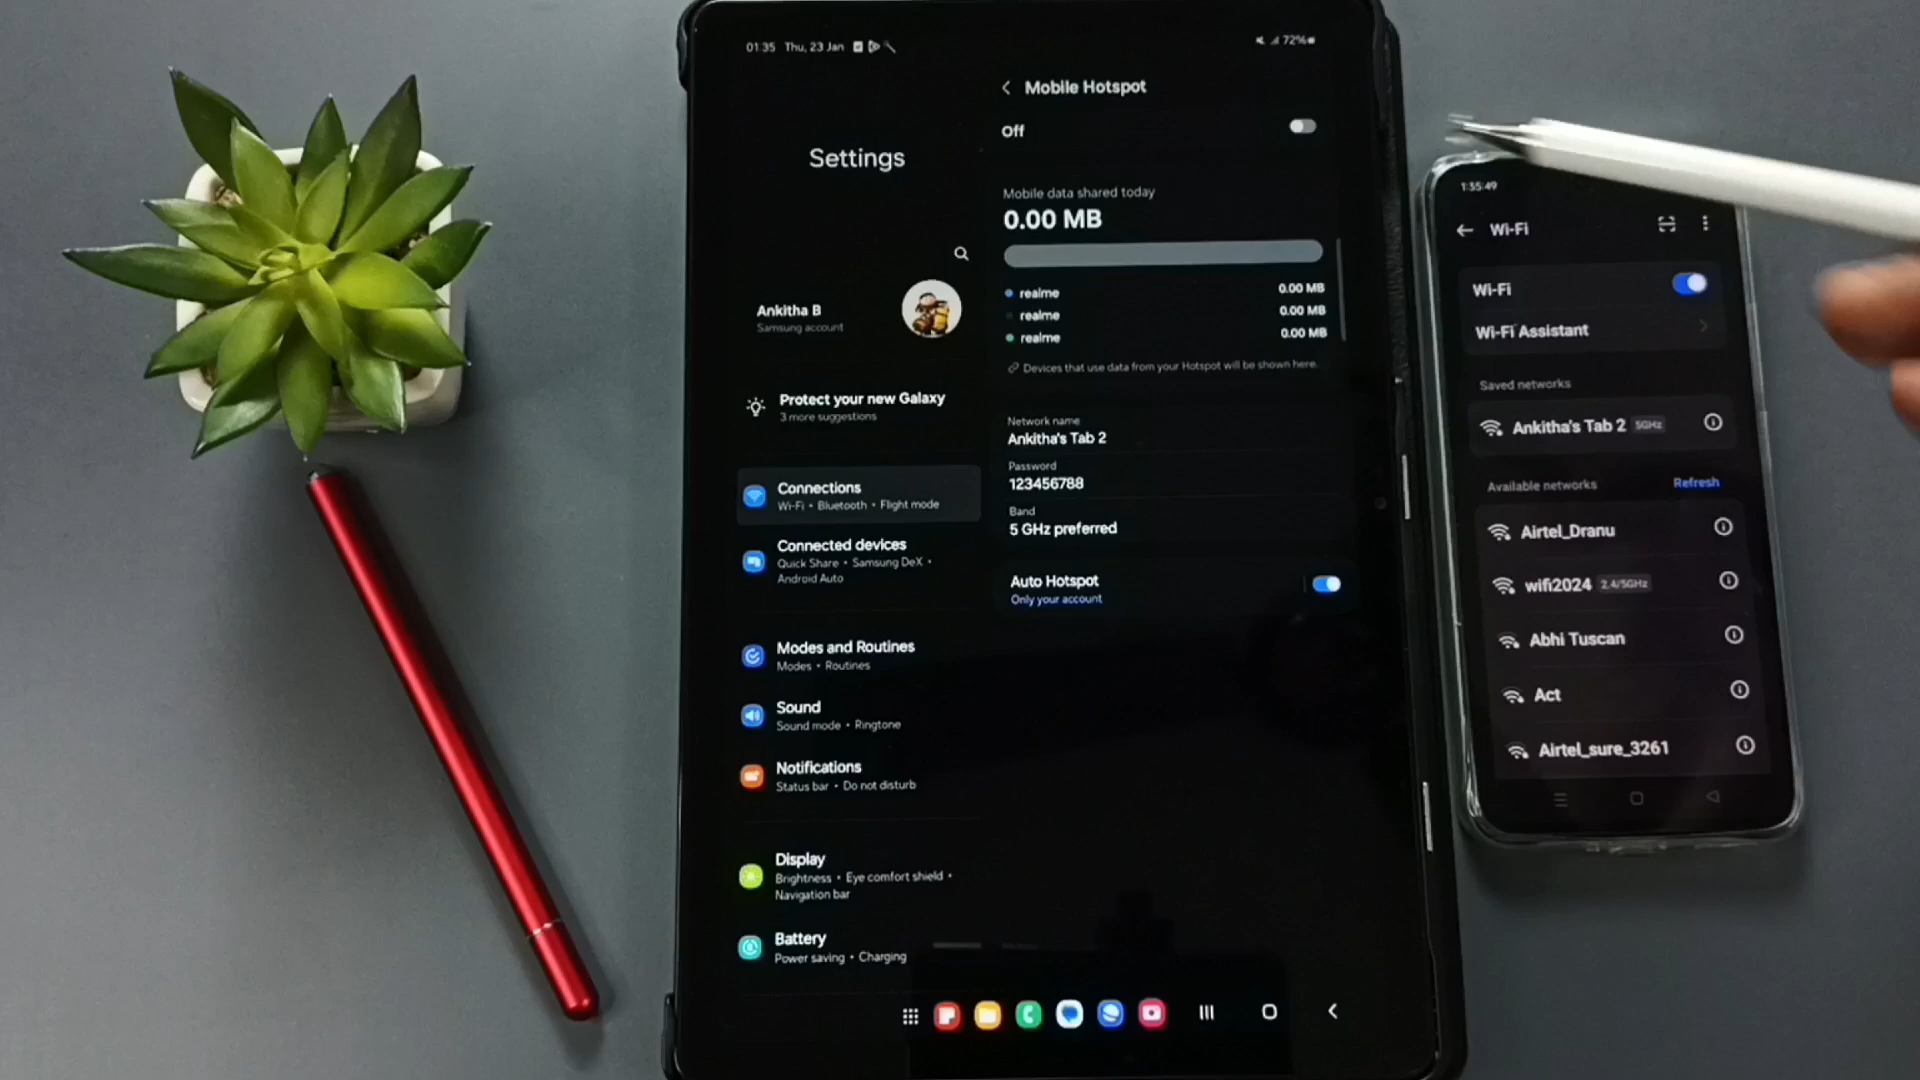 01:35 Thu, 23 Jan
72%
Settings
Ankitha B
Samsung account
Protect your new Galaxy
3 more suggestions
Connections
Wi-Fi • Bluetooth • Flight mode
Connected devices
Quick Share • Samsung DeX •
Android Auto
Modes and Routines
Modes • Routines
Sound
Sound mode • Ringtone
Notifications
Status bar • Do not disturb
Display
Brightness • Eye comfort shield •
Navigation bar
Battery
Power saving • Charging
Mobile Hotspot
Off
Mobile data shared today
0.00 MB
realme 0.00 MB
realme 0.00 MB
realme 0.00 MB
Devices that use data from your Hotspot will be shown here.
Network name
Ankitha's Tab 2
Password
123456788
Band
5 GHz preferred
Auto Hotspot
Only your account
1:35:49
Wi-Fi
Wi-Fi
Wi-Fi Assistant
Saved networks
Ankitha's Tab 2 5GHz
Available networks Refresh
Airtel_Dranu
wifi2024 2.4/5GHz
Abhi Tuscan
Act
Airtel_sure_3261